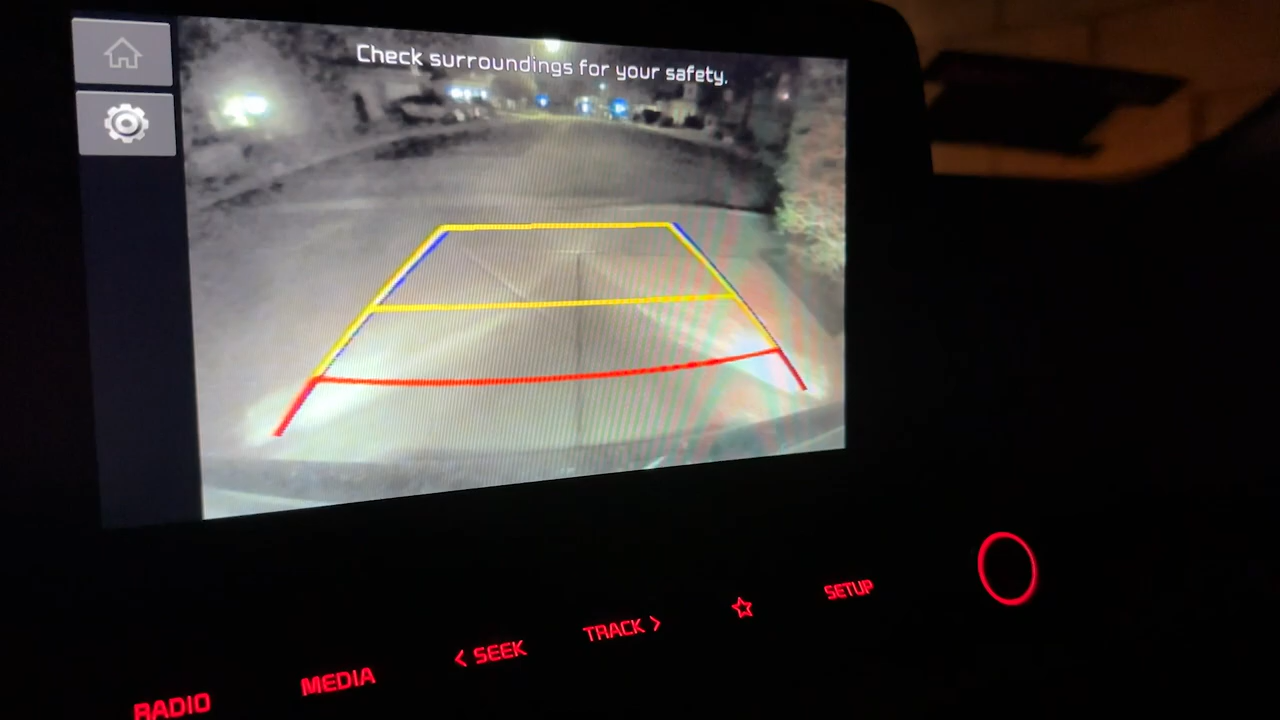 Check surroundings for your safety.
RADIO
MEDIA
< SEEK
TRACK >
SETUP